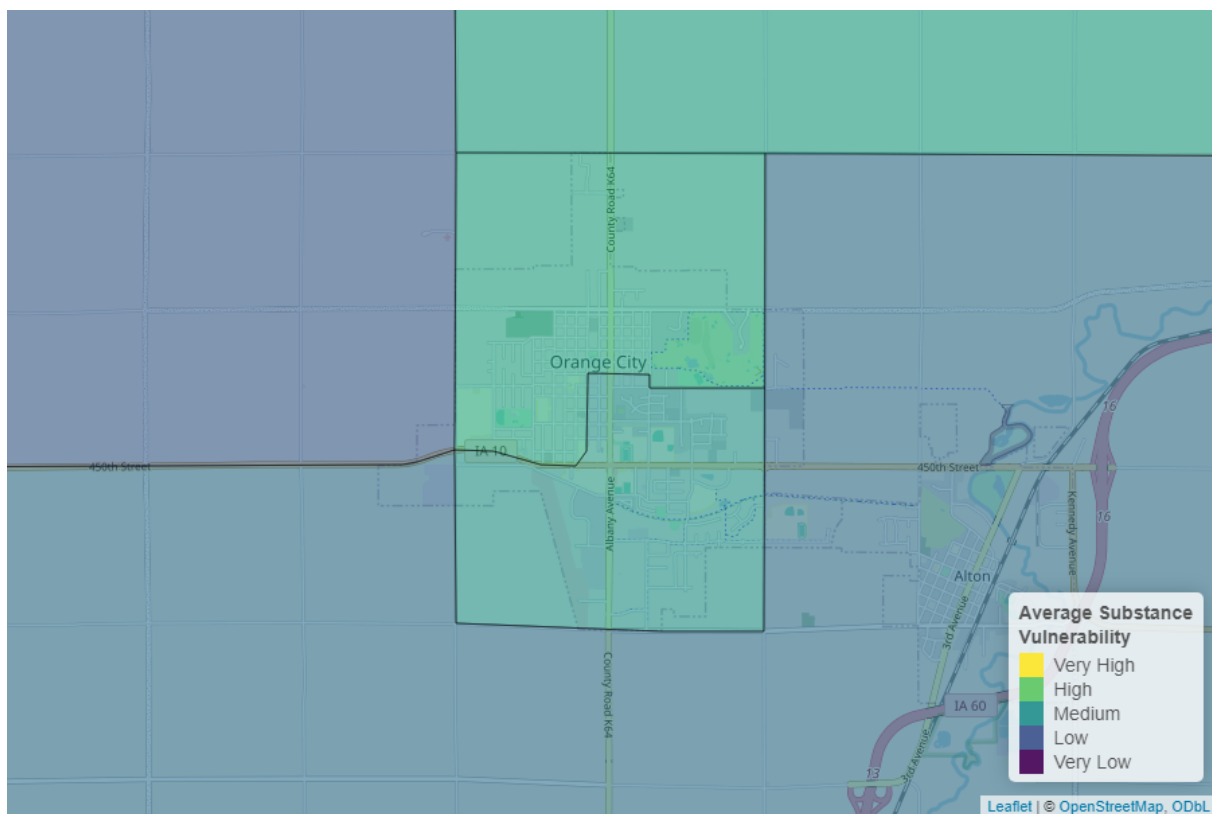 County Road K64
Orange City
16
IA 10
450th Street
450th Street
Albany Avenue
Kennedy Avenue
16
Alton
3rd Avenue
County Road K64
IA 60
3rd Avenue
13
Average Substance
Vulnerability
Very High
High
Medium
Low
Very Low
Leaflet | © OpenStreetMap, ODbL